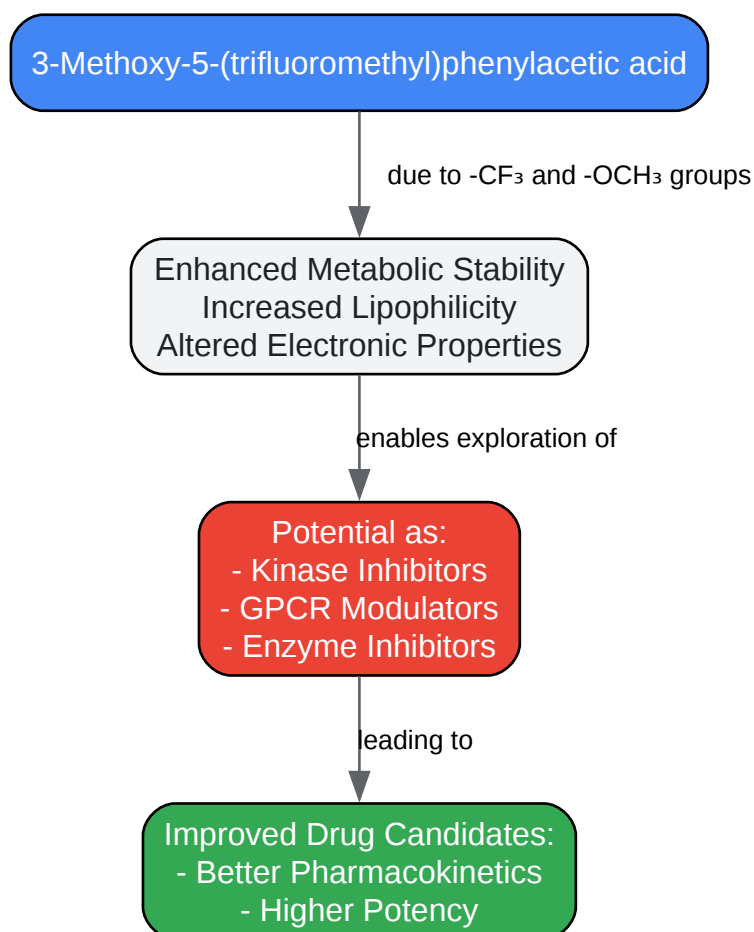 3-Methoxy-5-(trifluoromethyl)phenylacetic acid
due to -CF₃ and -OCH₃ groups
Enhanced Metabolic Stability
Increased Lipophilicity
Altered Electronic Properties
enables exploration of
Potential as:
- Kinase Inhibitors
- GPCR Modulators
- Enzyme Inhibitors
leading to
Improved Drug Candidates:
- Better Pharmacokinetics
- Higher Potency